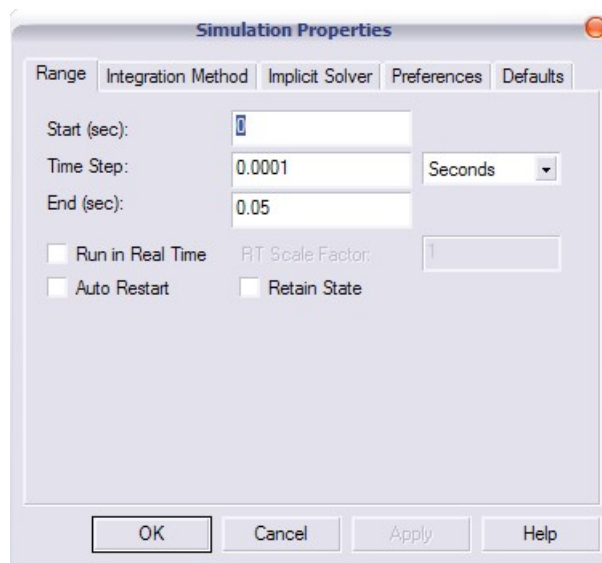 Simulation Properties
Range Integration Method Implicit Solver Preferences Defaults
Start (sec): 0
Time Step: 0.0001 Seconds
End (sec): 0.05
Run in Real Time RT Scale Factor: 1
Auto Restart Retain State
OK Cancel Apply Help